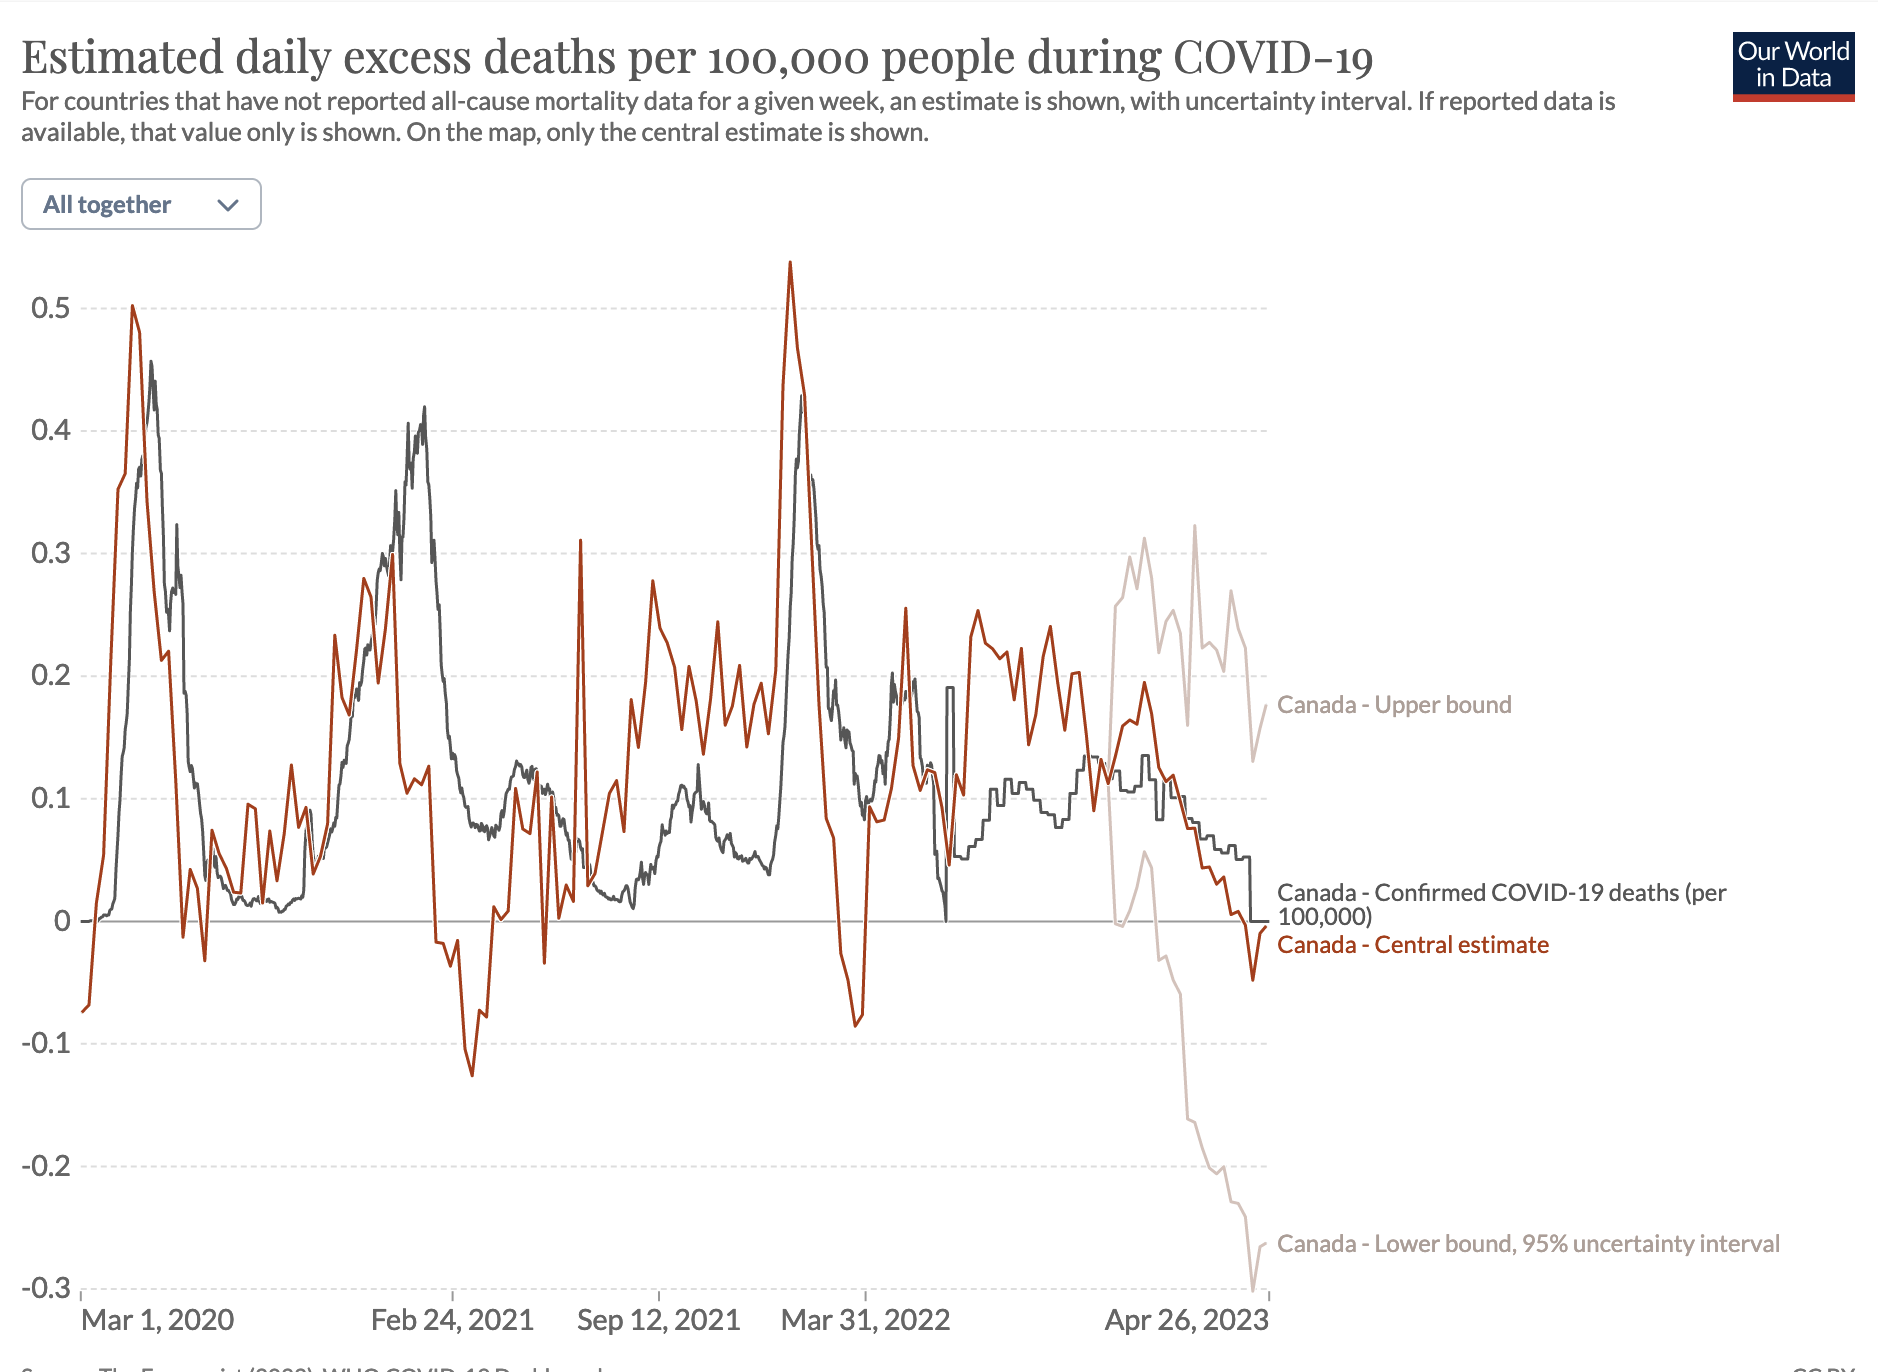 Estimated daily excess deaths per 100,000 people during COVID-19
Our World
in Data
For countries that have not reported all-cause mortality data for a given week, an estimate is shown, with uncertainty interval. If reported data is
available, that value only is shown. On the map, only the central estimate is shown.
All together
0.5
0.4
0.3
0.2
Canada - Upper bound
0.1
Canada - Confirmed COVID-19 deaths (per
100,000)
0
Canada - Central estimate
-0.1
-0.2
Canada - Lower bound, 95% uncertainty interval
-0.3
Mar 1, 2020
Feb 24, 2021
Sep 12, 2021
Mar 31, 2022
Apr 26, 2023